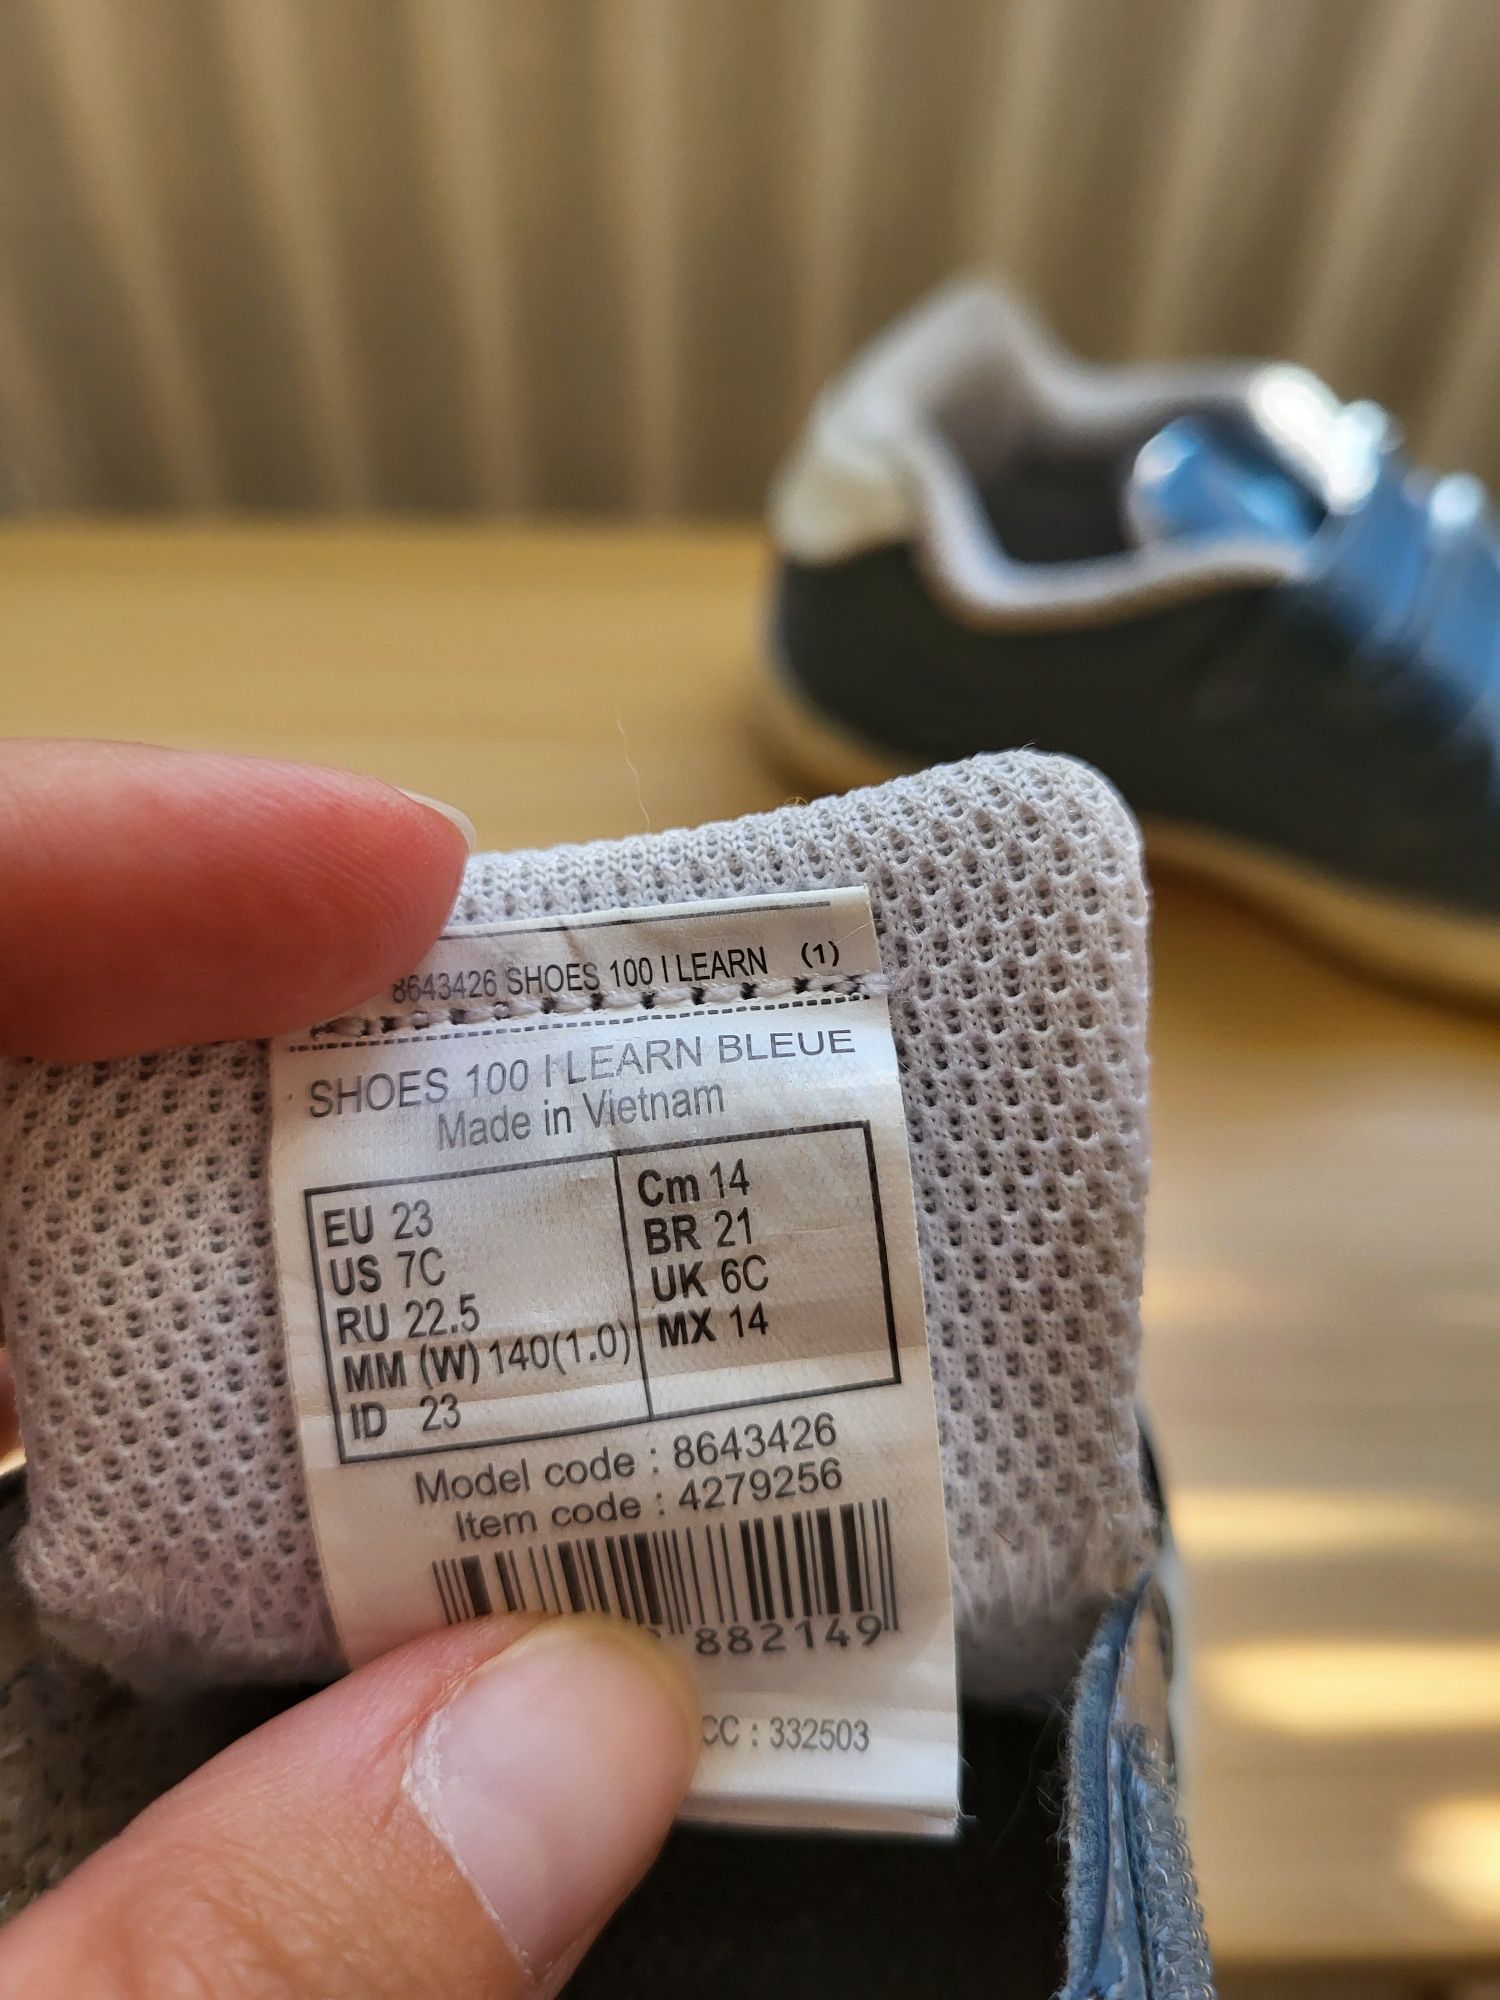 8643426 SHOES 100 I LEARN (1)
SHOES 100 I LEARN BLEUE
Made in Vietnam
EU 23
US 7C
RU 22.5
MM (W) 140(1.0)
ID 23
Cm 14
BR 21
UK 6C
MX 14
Model code : 8643426
Item code : 4279256
882149
CC : 332503